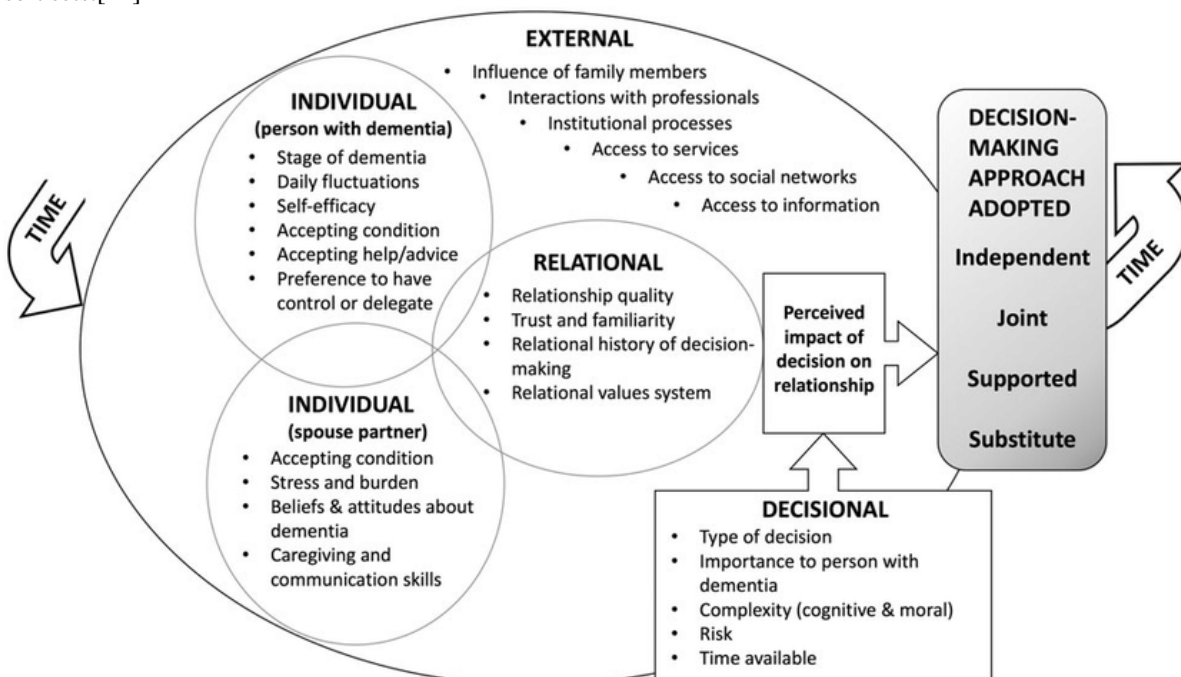 EXTERNAL
• Influence of family members
• Interactions with professionals
• Institutional processes
• Access to services
• Access to social networks
• Access to information
INDIVIDUAL
(person with dementia)
• Stage of dementia
• Daily fluctuations
• Self-efficacy
• Accepting condition
• Accepting help/advice
• Preference to have
control or delegate
TIME
RELATIONAL
• Relationship quality
• Trust and familiarity
• Relational history of decision-
making
• Relational values system
INDIVIDUAL
(spouse partner)
• Accepting condition
• Stress and burden
• Beliefs & attitudes about
dementia
• Caregiving and
communication skills
Perceived
impact of
decision on
relationship
DECISIONAL
• Type of decision
• Importance to person with
dementia
• Complexity (cognitive & moral)
• Risk
• Time available
DECISION-
MAKING
APPROACH
ADOPTED
Independent
Joint
Supported
Substitute
TIME